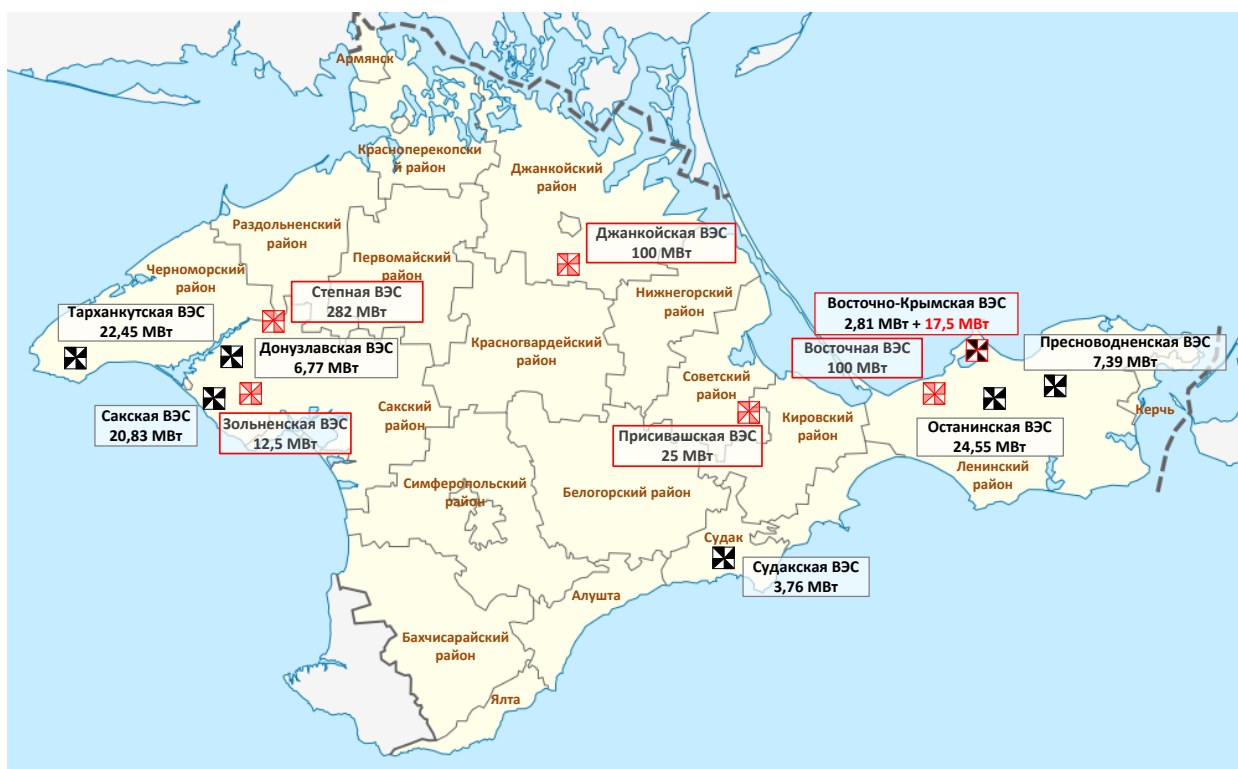 Армянск
Красноперекопски
й район
Джанкойский
район
Раздольненский
район
Джанкойская ВЭС
100 МВт
Первомайский
район
Черноморский
район
Степная ВЭС
282 МВт
Нижнегорский
район
Восточно-Крымская ВЭС
2,81 МВт + 17,5 МВт
Тарханкутская ВЭС
22,45 МВт
Донузлавская ВЭС
6,77 МВт
Красногвардейский
район
Восточная ВЭС
100 МВт
Пресноводненская ВЭС
7,39 МВт
Советский
район
Сакский
район
Сакская ВЭС
20,83 МВт
Зольненская ВЭС
12,5 МВт
Присивашская ВЭС
25 МВт
Кировский
район
Керчь
Останинская ВЭС
24,55 МВт
Ленинский
район
Симферопольский
район
Белогорский район
Судак
Судакская ВЭС
3,76 МВт
Алушта
Бахчисарайский
район
Ялта